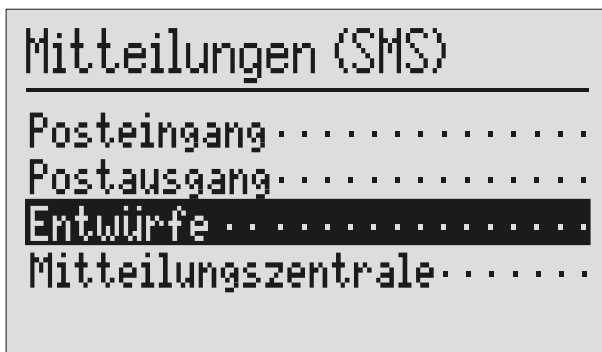 Mitteilungen (SMS)
Posteingang · · · · · · · · · · · · · ·
Postausgang · · · · · · · · · · · · · ·
Entwürfe · · · · · · · · · · · · · · · ·
Mitteilungszentrale · · · · · · ·